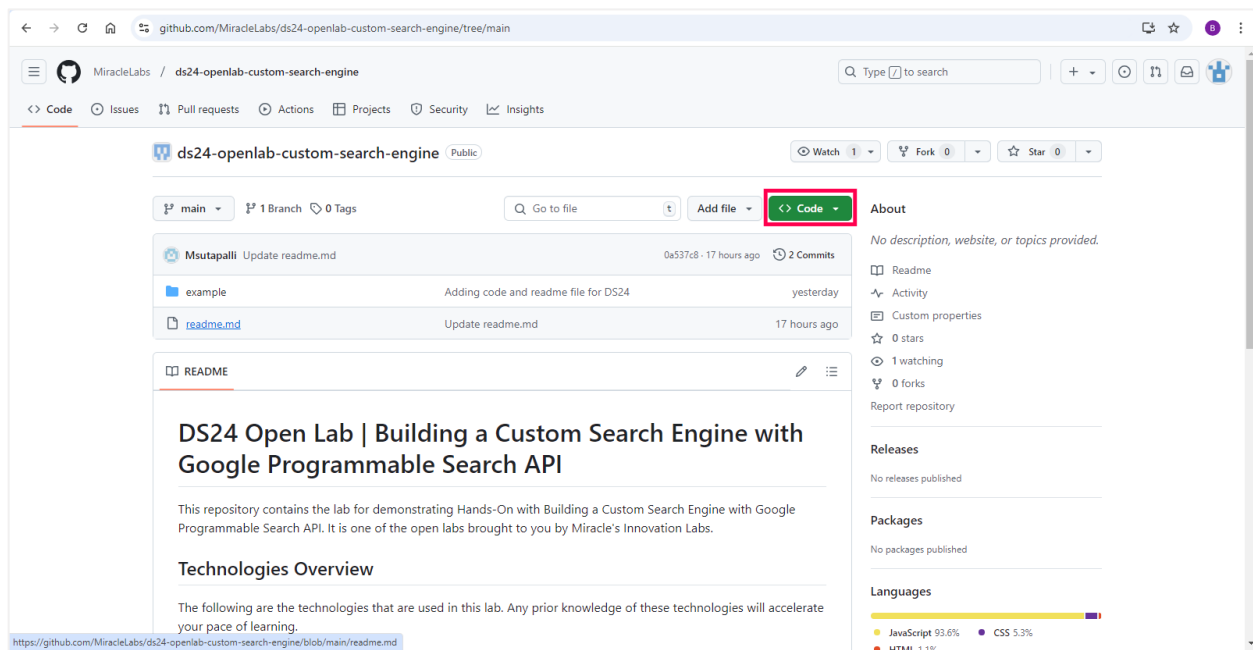 github.com/MiracleLabs/ds24-openlab-custom-search-engine/tree/main
B
MiracleLabs / ds24-openlab-custom-search-engine
Type / to search
<> Code Issues Pull requests Actions Projects Security Insights
ds24-openlab-custom-search-engine Public
Watch 1 Fork 0 Star 0
main 1 Branch 0 Tags Go to file t Add file <> Code
About
No description, website, or topics provided.
Msutapalli Update readme.md 0a537c8 · 17 hours ago 2 Commits
example Adding code and readme file for DS24 yesterday
readme.md Update readme.md 17 hours ago
Readme
Activity
Custom properties
0 stars
1 watching
0 forks
Report repository
README
DS24 Open Lab | Building a Custom Search Engine with
Google Programmable Search API
This repository contains the lab for demonstrating Hands-On with Building a Custom Search Engine with Google
Programmable Search API. It is one of the open labs brought to you by Miracle's Innovation Labs.
Technologies Overview
The following are the technologies that are used in this lab. Any prior knowledge of these technologies will accelerate
your pace of learning.
Releases
No releases published
Packages
No packages published
Languages
JavaScript 93.6% CSS 5.3%
HTML 1.1%
https://github.com/MiracleLabs/ds24-openlab-custom-search-engine/blob/main/readme.md